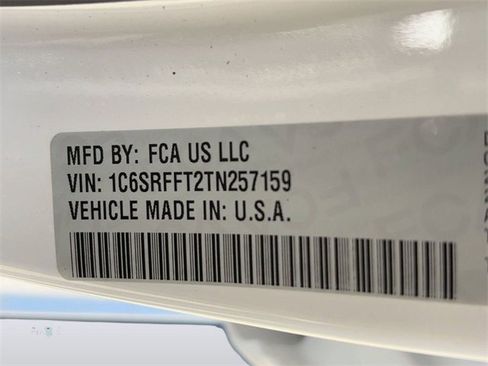 MFD BY: FCA US LLC
VIN: 1C6SRFFT2TN257159
VEHICLE MADE IN: U.S.A.